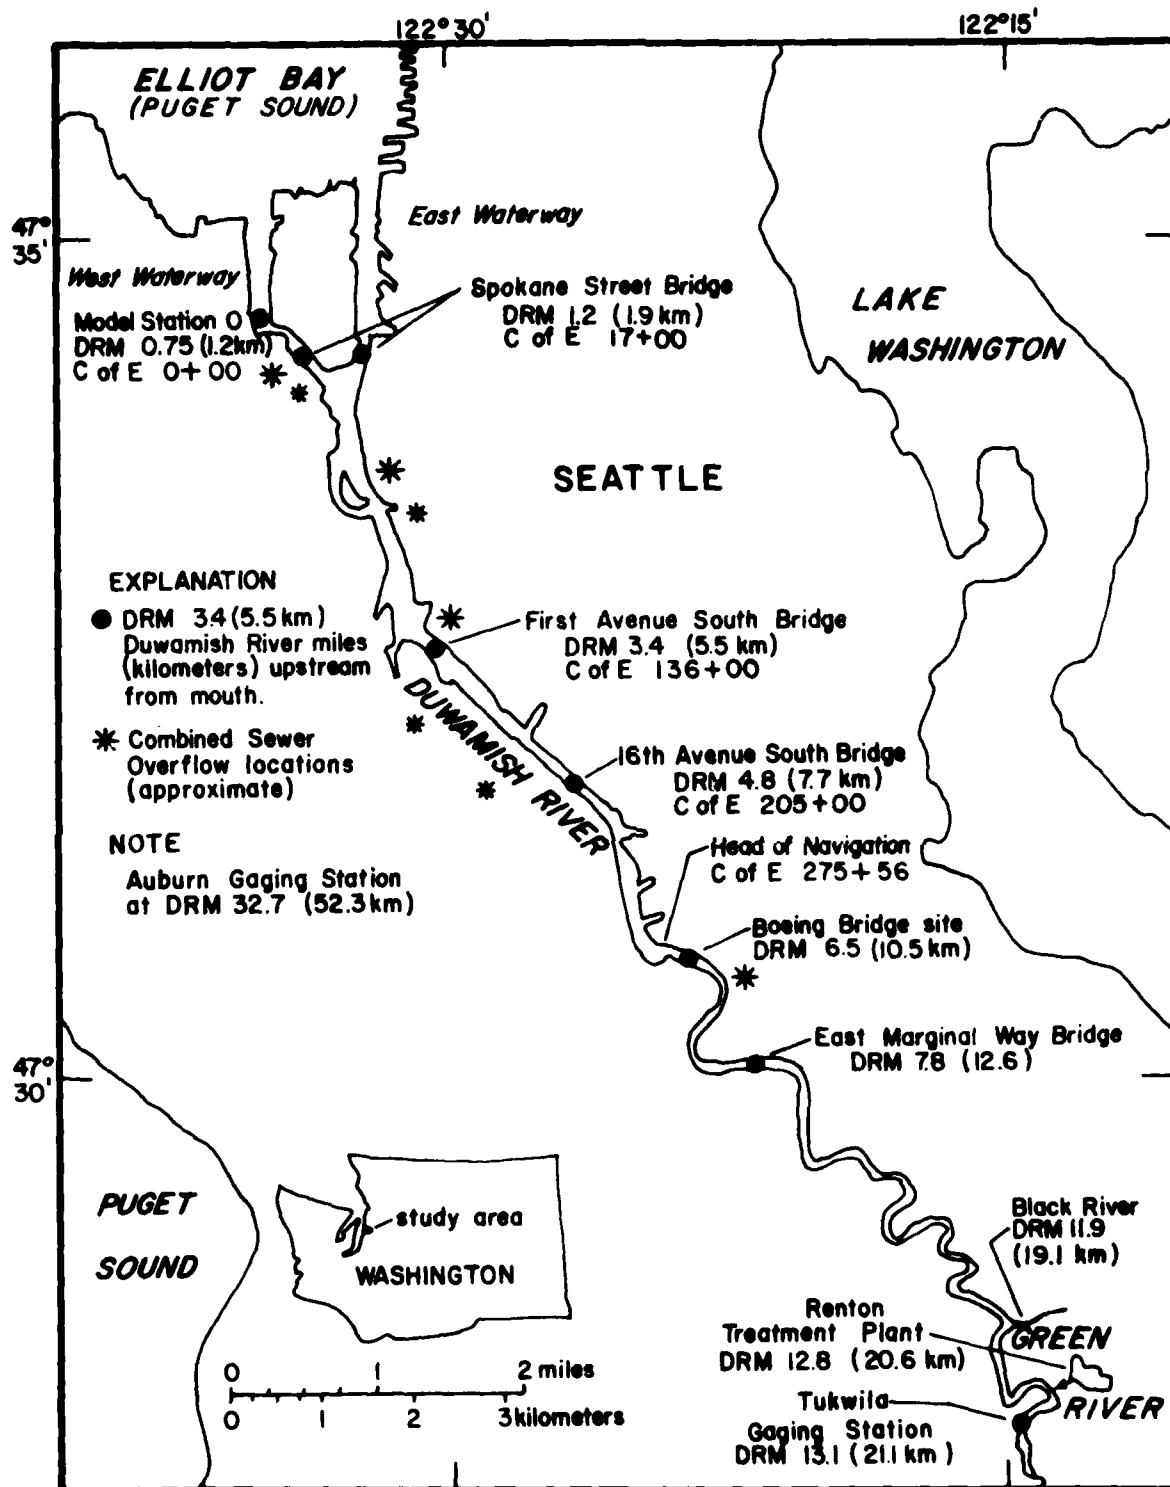 122° 30'
122° 15'
ELLIOT BAY
(PUGET SOUND)
East Waterway
47°
35'
West Waterway
Spokane Street Bridge
DRM 1.2 (1.9 km)
C of E 17+00
Model Station 0
DRM 0.75 (1.2km)
C of E 0+00
LAKE
WASHINGTON
SEATTLE
EXPLANATION
DRM 3.4 (5.5 km)
Duwamish River miles
(kilometers) upstream
from mouth.
Combined Sewer
Overflow locations
(approximate)
NOTE
Auburn Gaging Station
at DRM 32.7 (52.3 km)
First Avenue South Bridge
DRM 3.4 (5.5 km)
C of E 136+00
DUWAMISH RIVER
16th Avenue South Bridge
DRM 4.8 (7.7 km)
C of E 205+00
Head of Navigation
C of E 275+56
Boeing Bridge site
DRM 6.5 (10.5 km)
East Marginal Way Bridge
DRM 7.8 (12.6)
47°
30'
PUGET
SOUND
study area
WASHINGTON
Black River
DRM 11.9
(19.1 km)
Renton
Treatment Plant
DRM 12.8 (20.6 km)
GREEN
RIVER
Tukwila
Gaging Station
DRM 13.1 (21.1 km)
0 1 2 miles
0 1 2 3 kilometers